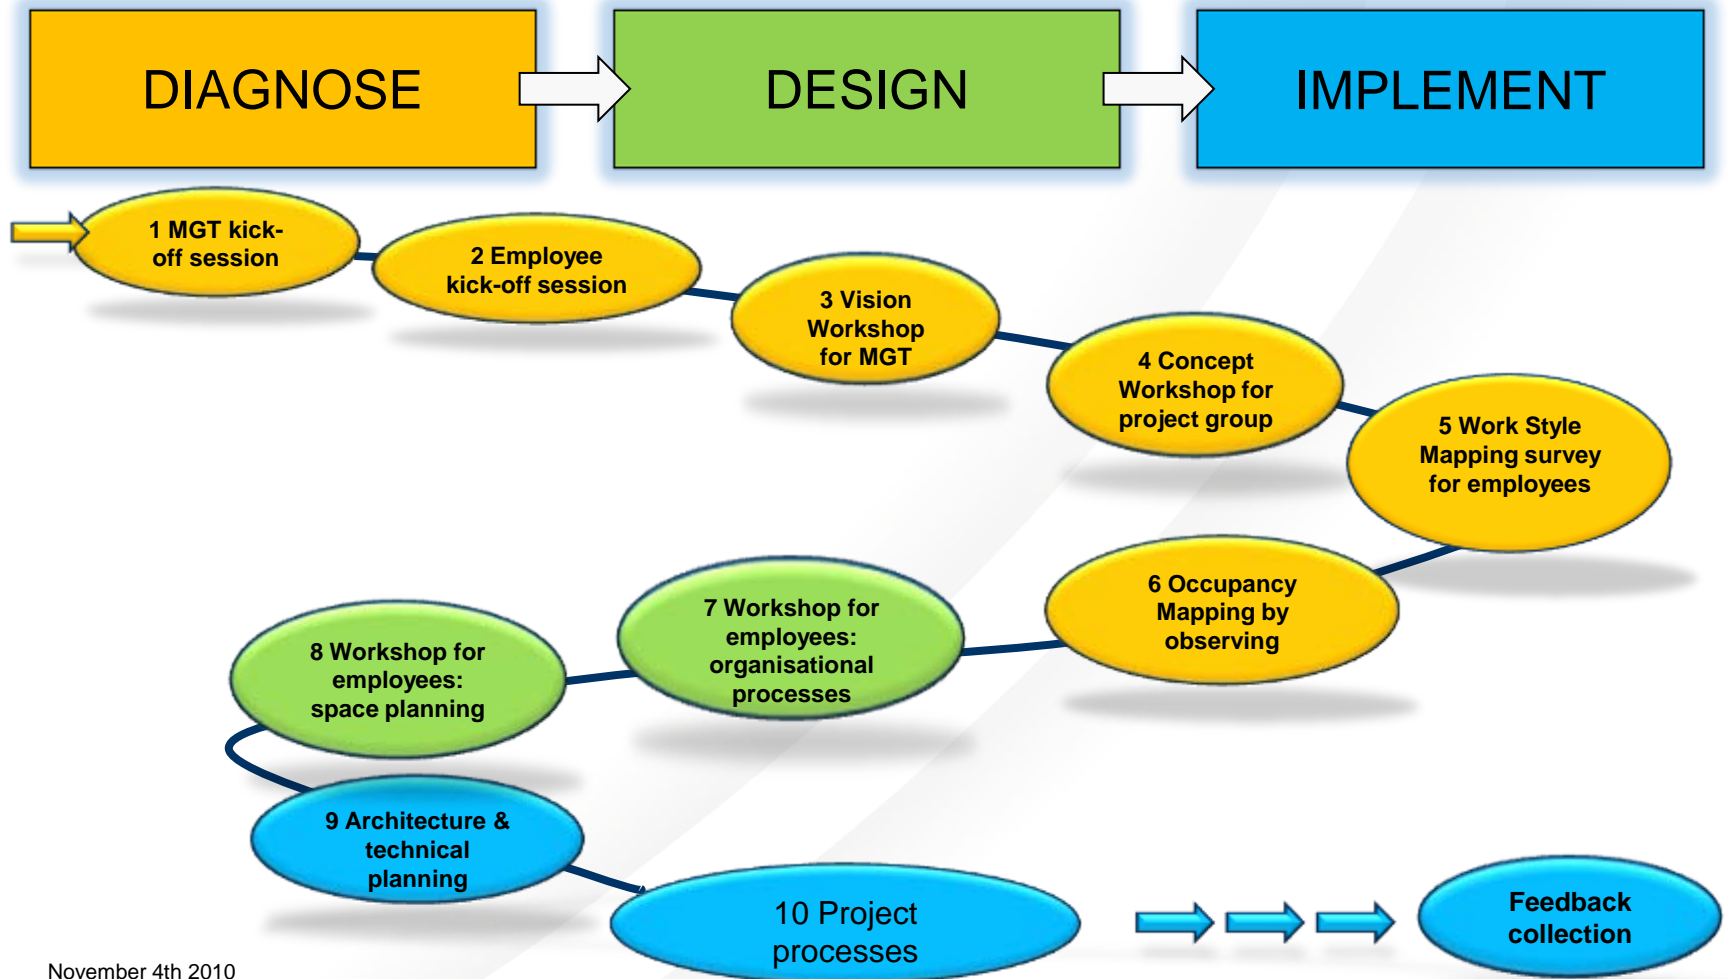 DIAGNOSE
DESIGN
IMPLEMENT
1 MGT kick-
off session
2 Employee
kick-off session
3 Vision
Workshop
for MGT
4 Concept
Workshop for
project group
5 Work Style
Mapping survey
for employees
6 Occupancy
Mapping by
observing
7 Workshop for
employees:
organisational
processes
8 Workshop for
employees:
space planning
9 Architecture &
technical
planning
10 Project
processes
Feedback
collection
November 4th 2010